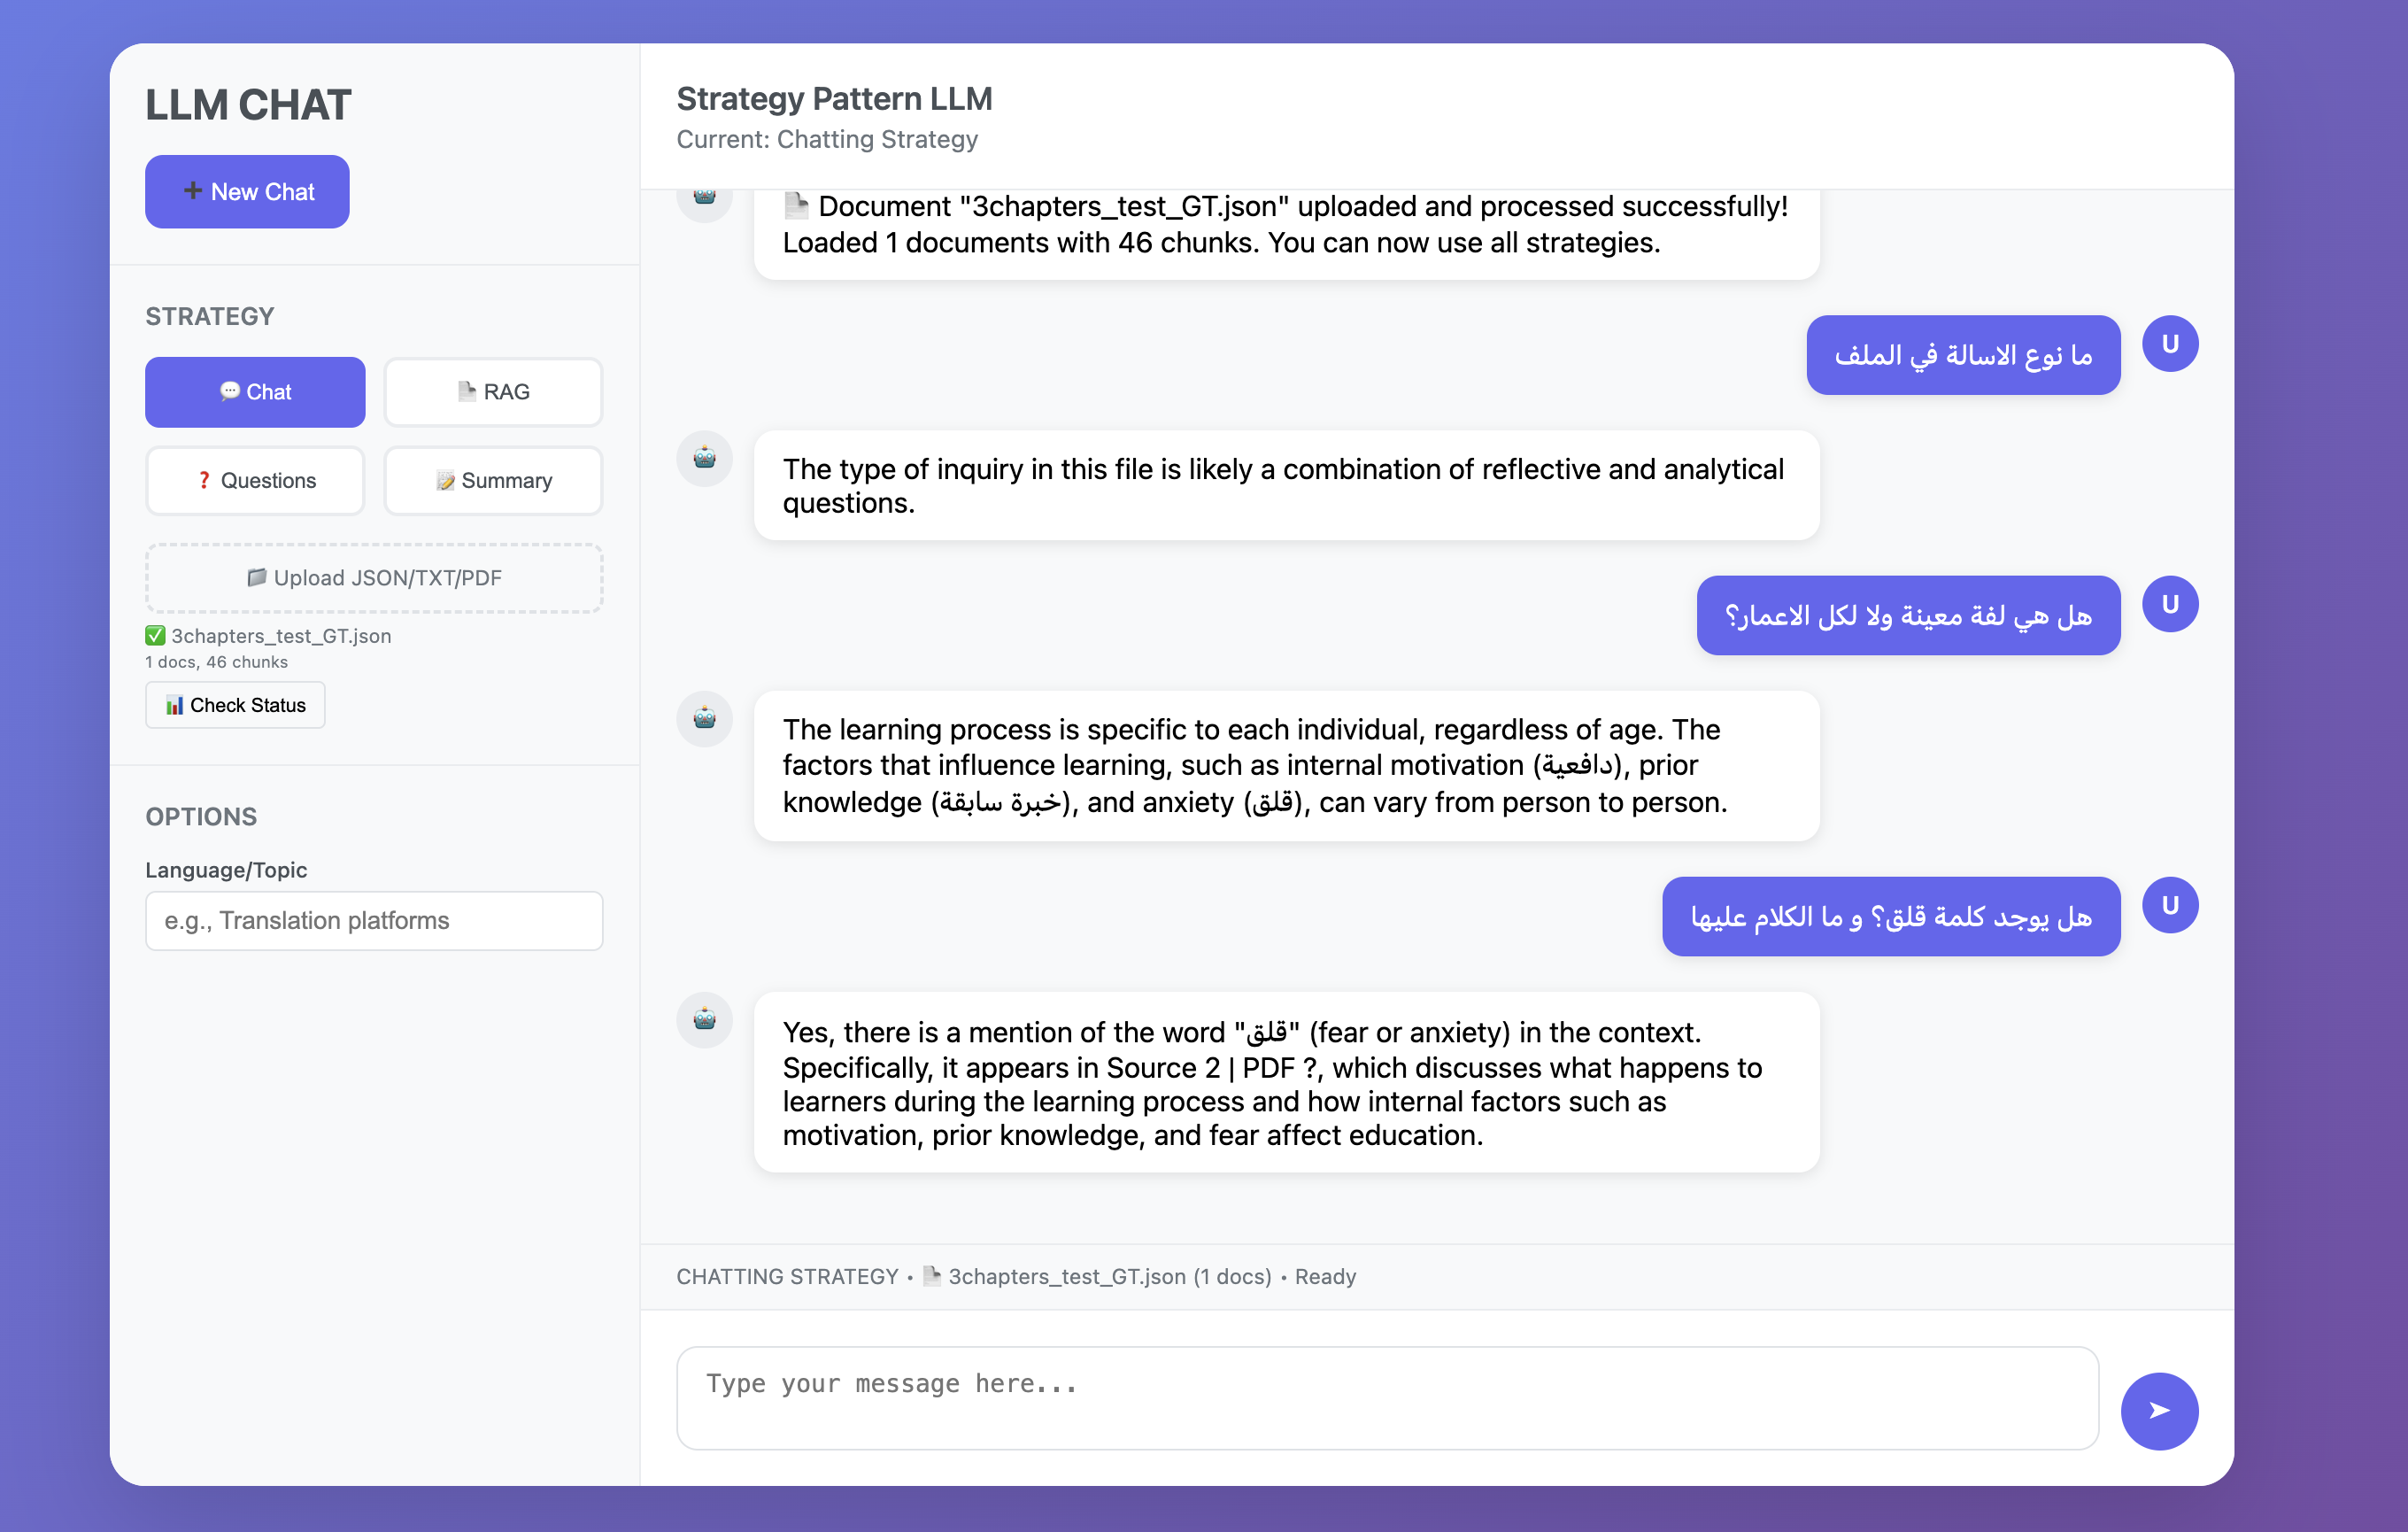 LLM CHAT
➕ New Chat
STRATEGY
💬 Chat
📄 RAG
❓ Questions
📝 Summary
📁 Upload JSON/TXT/PDF
✅ 3chapters_test_GT.json
1 docs, 46 chunks
📊 Check Status
OPTIONS
Language/Topic
e.g., Translation platforms
Strategy Pattern LLM
Current: Chatting Strategy
📄 Document "3chapters_test_GT.json" uploaded and processed successfully!
Loaded 1 documents with 46 chunks. You can now use all strategies.
ما نوع الاسالة في الملف
U
The type of inquiry in this file is likely a combination of reflective and analytical
questions.
هل هي لفة معينة ولا لكل الاعمار؟
U
The learning process is specific to each individual, regardless of age. The
factors that influence learning, such as internal motivation (دافعية), prior
knowledge (خبرة سابقة), and anxiety (قلق), can vary from person to person.
هل يوجد كلمة قلق؟ و ما الكلام عليها
U
Yes, there is a mention of the word "قلق" (fear or anxiety) in the context.
Specifically, it appears in Source 2 | PDF ?, which discusses what happens to
learners during the learning process and how internal factors such as
motivation, prior knowledge, and fear affect education.
CHATTING STRATEGY • 📄 3chapters_test_GT.json (1 docs) • Ready
Type your message here...
➤